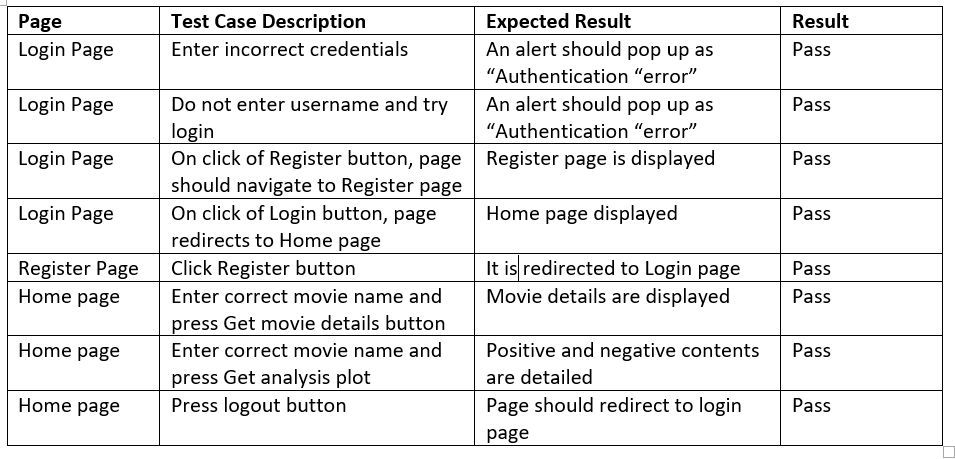 Page Test Case Description Expected Result Result
Login Page Enter incorrect credentials An alert should pop up as Pass
“Authentication “error”
Login Page Do not enter username and try An alert should pop up as Pass
login “Authentication “error”
Login Page On click of Register button, page Register page is displayed Pass
should navigate to Register page
Login Page On click of Login button, page Home page displayed Pass
redirects to Home page
Register Page Click Register button It is redirected to Login page Pass
Home page Enter correct movie name and Movie details are displayed Pass
press Get movie details button
Home page Enter correct movie name and Positive and negative contents Pass
press Get analysis plot are detailed
Home page Press logout button Page should redirect to login Pass
page